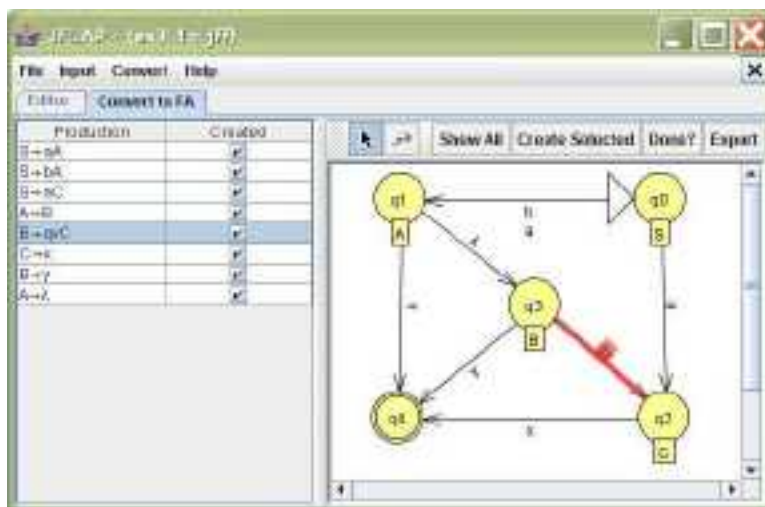 File Input Convert Help
Editor Convert to FA
Production Created
S→aA
S→bA
S→aC
A→B
C→x
B→y
A→λ
Show All Create Selected Done? Export
q1
A
q0
S
b
a
q3
B
q4
x
q2
C